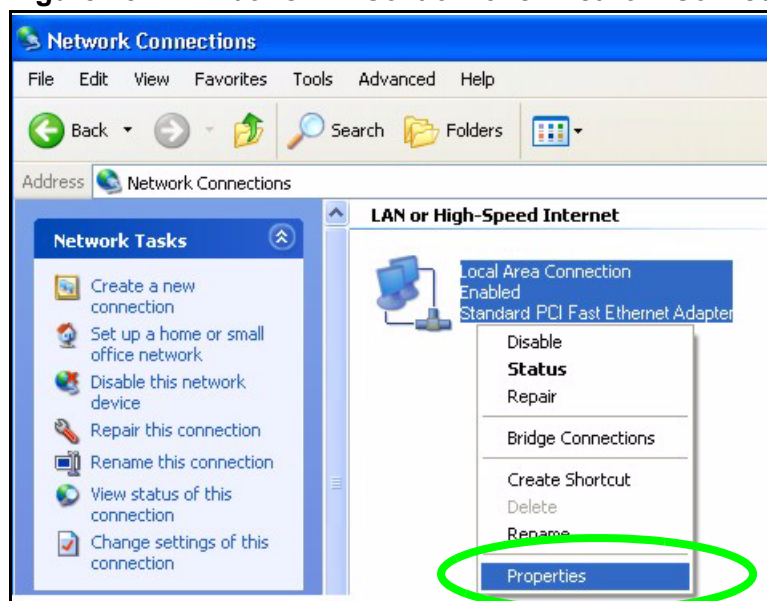 Network Connections
File Edit View Favorites Tools Advanced Help
Back Search Folders
Address Network Connections
Network Tasks
Create a new
connection
Set up a home or small
office network
Disable this network
device
Repair this connection
Rename this connection
View status of this
connection
Change settings of this
connection
LAN or High-Speed Internet
Local Area Connection
Enabled
Standard PCI Fast Ethernet Adapter
Disable
Status
Repair
Bridge Connections
Create Shortcut
Delete
Rename
Properties